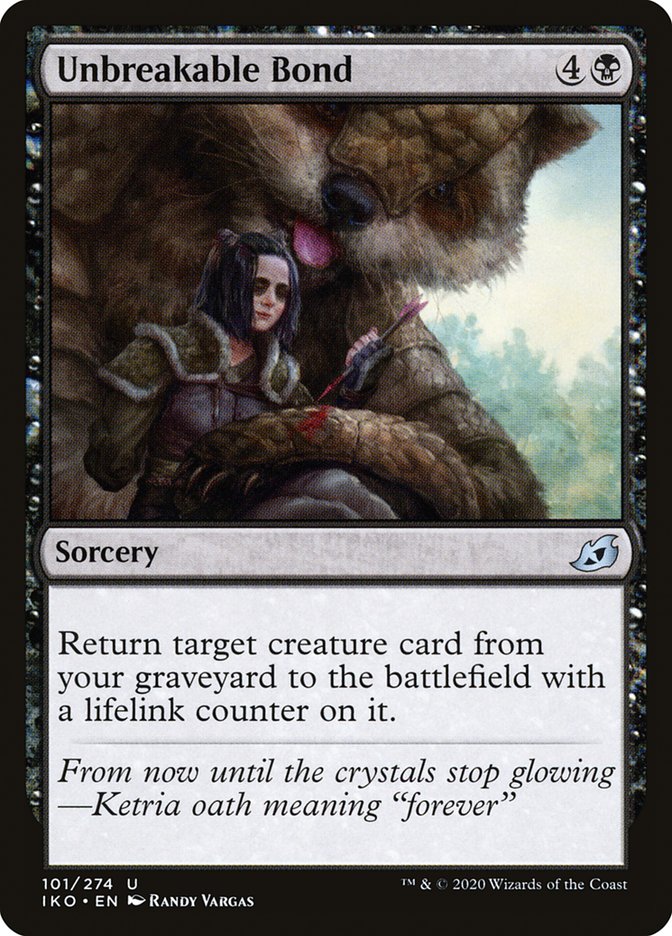 Unbreakable Bond 4
Sorcery
Return target creature card from
your graveyard to the battlefield with
a lifelink counter on it.
From now until the crystals stop glowing
—Ketria oath meaning “forever”
101/274 U
IKO • EN Randy Vargas
™ & © 2020 Wizards of the Coast